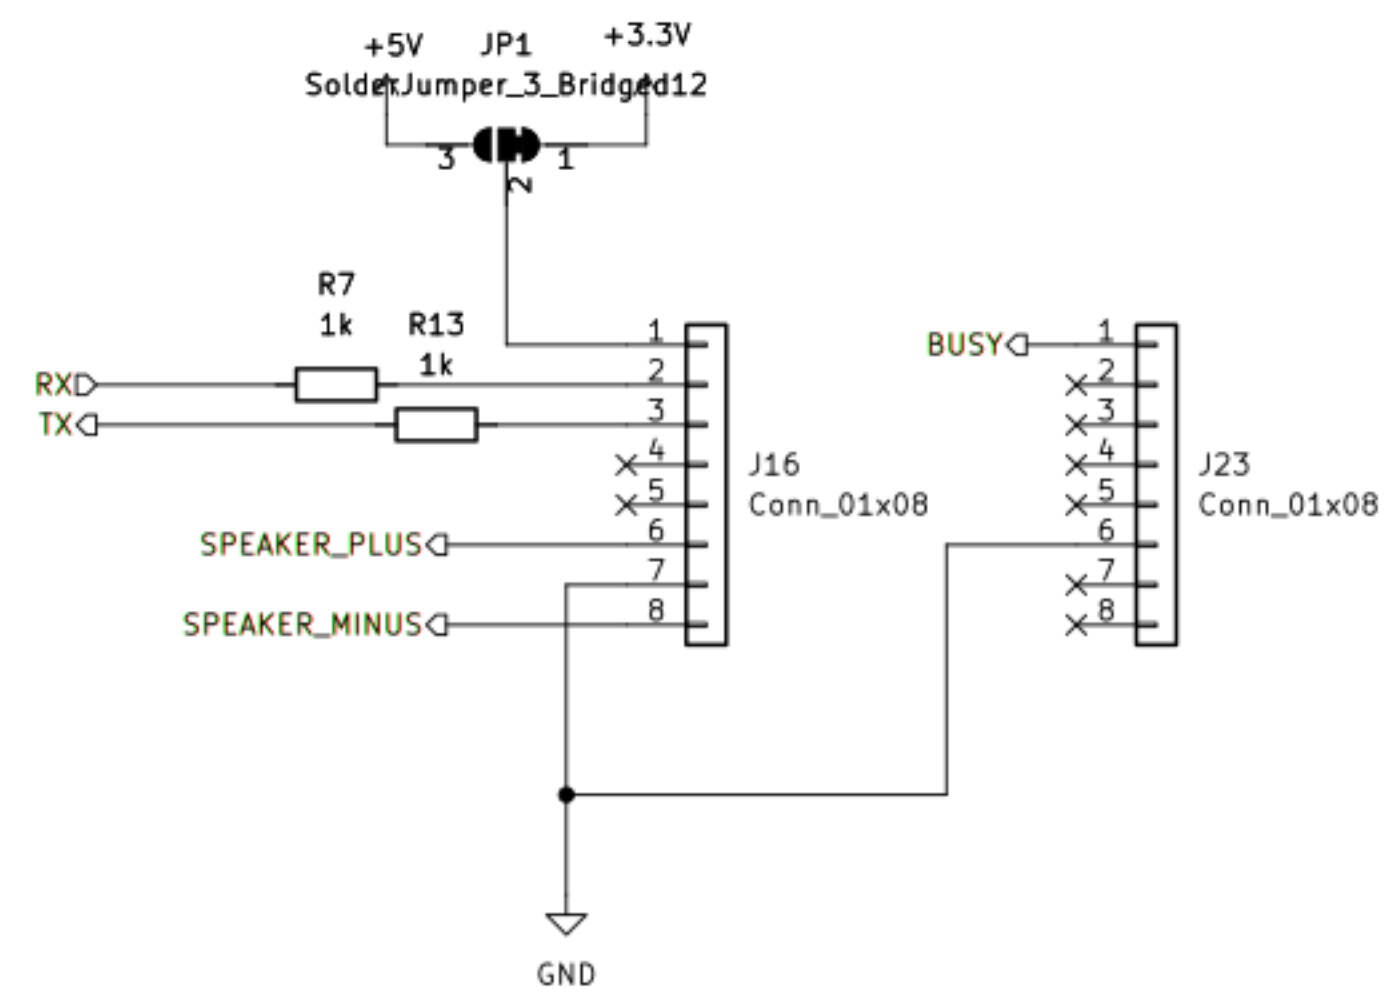 +5V JP1 +3.3V
SolderJumper_3_Bridged12
3 1
2
R7
1k
R13
1k
RX
TX
1
2
3
4
5
6
7
8
J16
Conn_01x08
SPEAKER_PLUS
SPEAKER_MINUS
BUSY
1
2
3
4
5
6
7
8
J23
Conn_01x08
GND